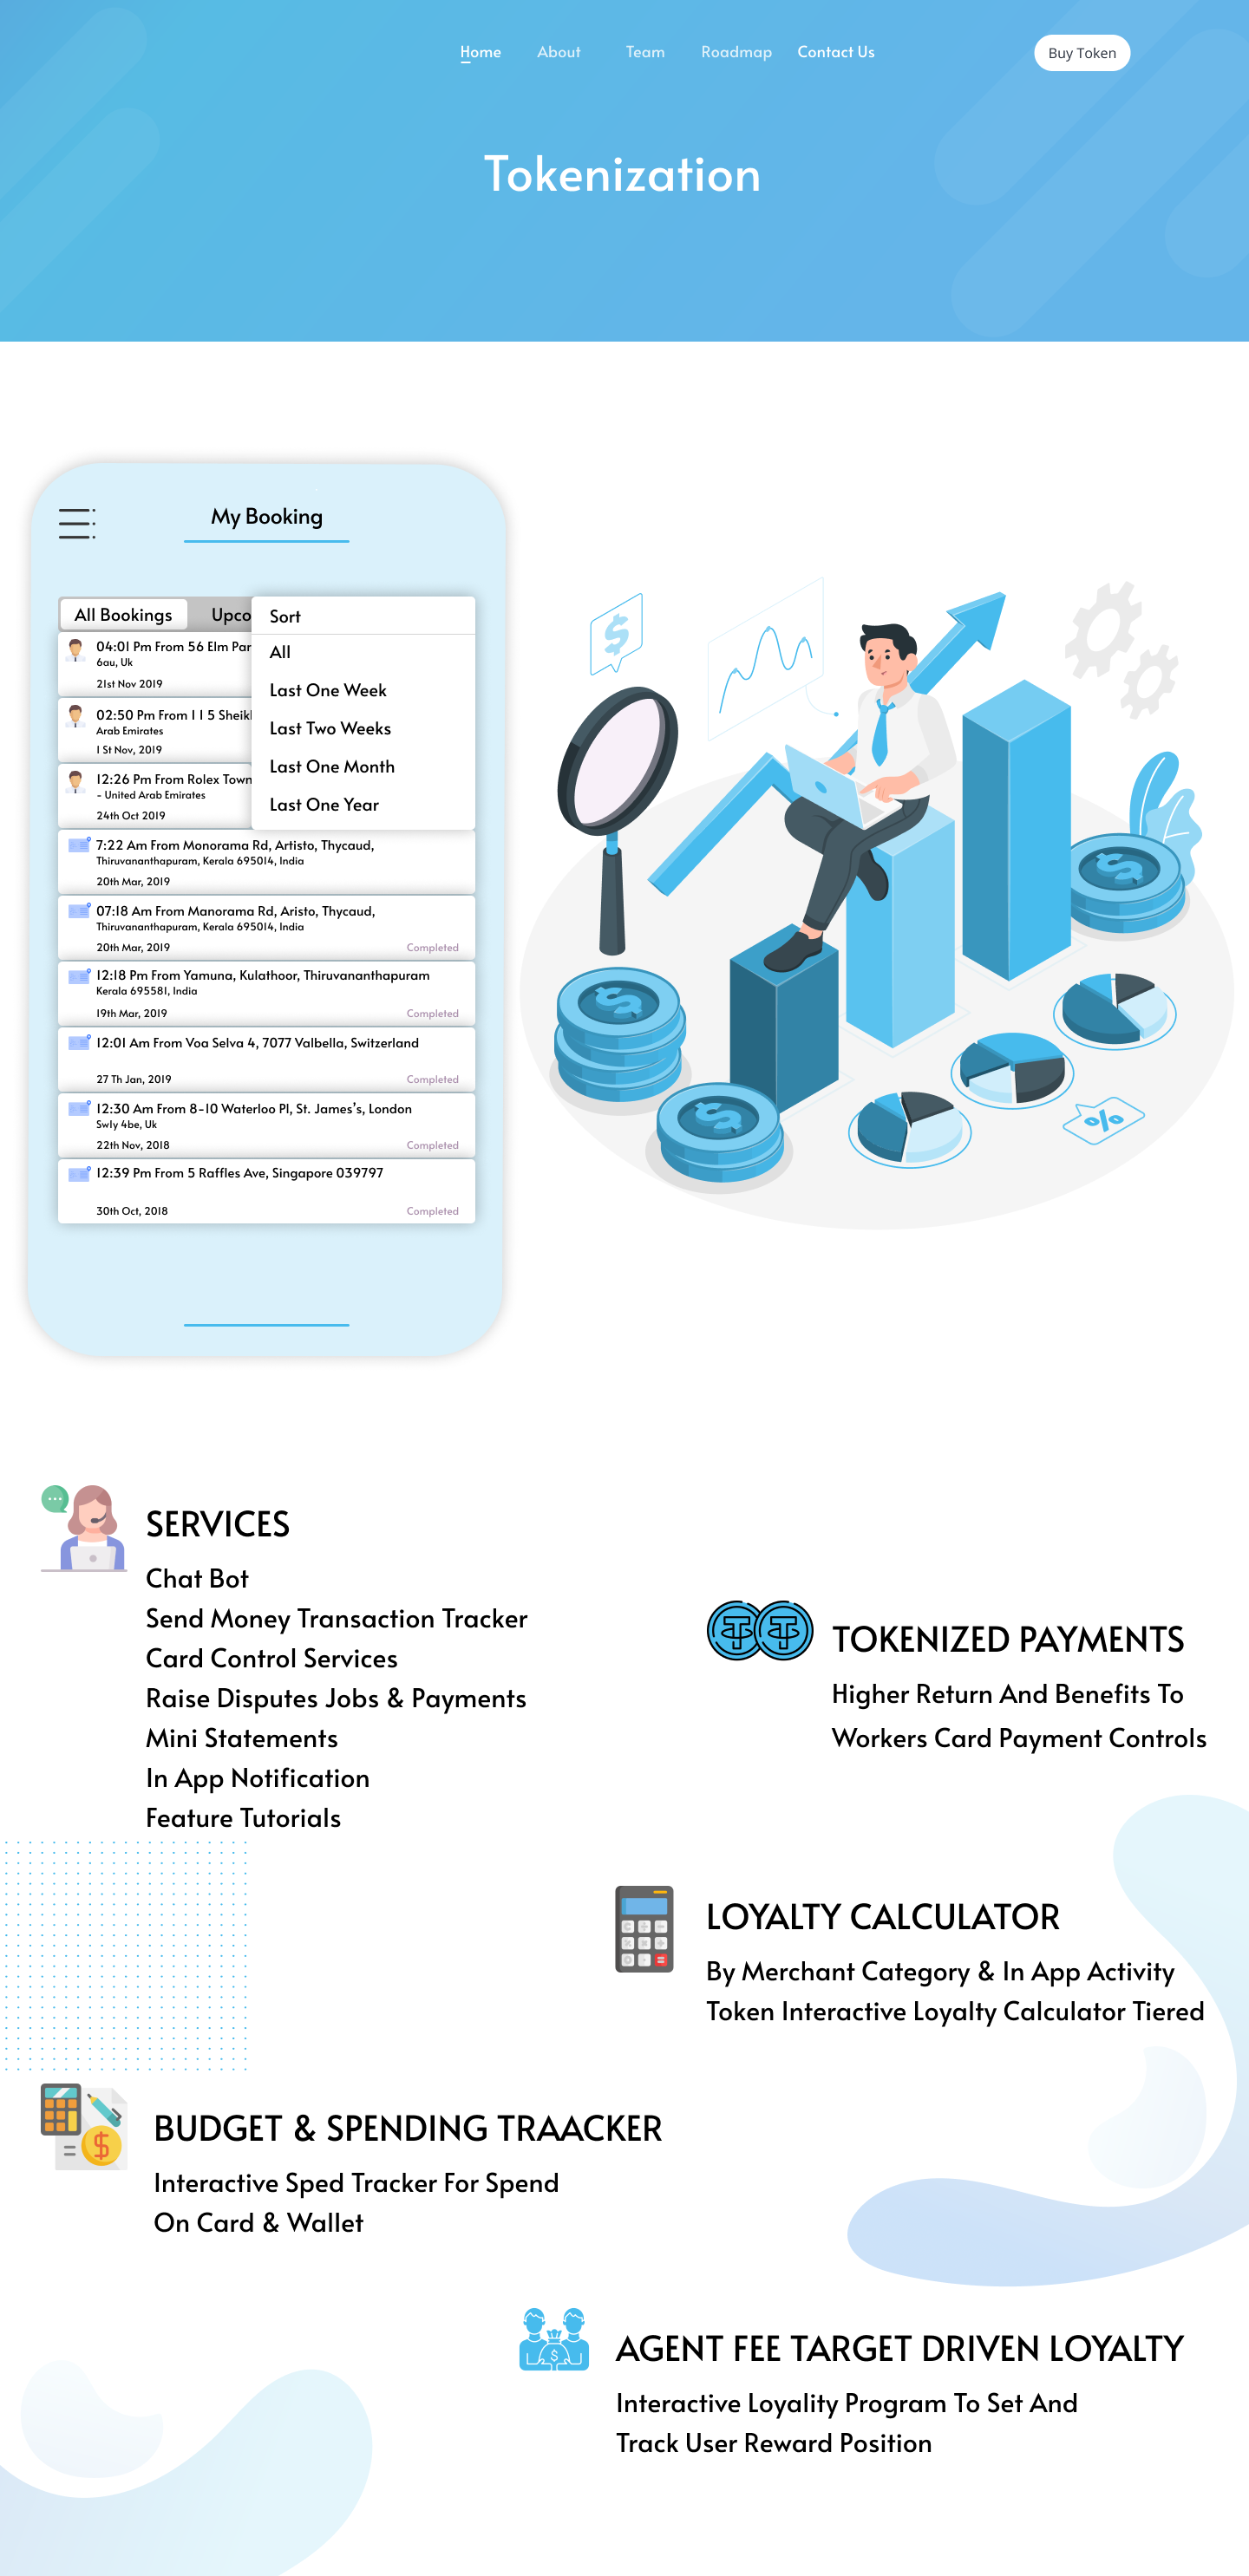 Home About Team Roadmap Contact Us Buy Token
Tokenization
My Booking
All Bookings Upco
Sort
All
Last One Week
Last Two Weeks
Last One Month
Last One Year
04:01 Pm From 56 Elm Par
6au, Uk
21st Nov 2019
02:50 Pm From 1 1 5 Sheikl
Arab Emirates
1 St Nov, 2019
12:26 Pm From Rolex Town
- United Arab Emirates
24th Oct 2019
7:22 Am From Monorama Rd, Artisto, Thycaud,
Thiruvananthapuram, Kerala 695014, India
20th Mar, 2019
07:18 Am From Manorama Rd, Aristo, Thycaud,
Thiruvananthapuram, Kerala 695014, India
20th Mar, 2019 Completed
12:18 Pm From Yamuna, Kulathoor, Thiruvananthapuram
Kerala 695581, India
19th Mar, 2019 Completed
12:01 Am From Voa Selva 4, 7077 Valbella, Switzerland
27 Th Jan, 2019 Completed
12:30 Am From 8-10 Waterloo Pl, St. James's, London
Swly 4be, Uk
22th Nov, 2018 Completed
12:39 Pm From 5 Raffles Ave, Singapore 039797
30th Oct, 2018 Completed
$
$
$
$
$
%
SERVICES
Chat Bot
Send Money Transaction Tracker
Card Control Services
Raise Disputes Jobs & Payments
Mini Statements
In App Notification
Feature Tutorials
TOKENIZED PAYMENTS
Higher Return And Benefits To
Workers Card Payment Controls
LOYALTY CALCULATOR
By Merchant Category & In App Activity
Token Interactive Loyalty Calculator Tiered
BUDGET & SPENDING TRAACKER
Interactive Sped Tracker For Spend
On Card & Wallet
$
AGENT FEE TARGET DRIVEN LOYALTY
Interactive Loyality Program To Set And
Track User Reward Position
$